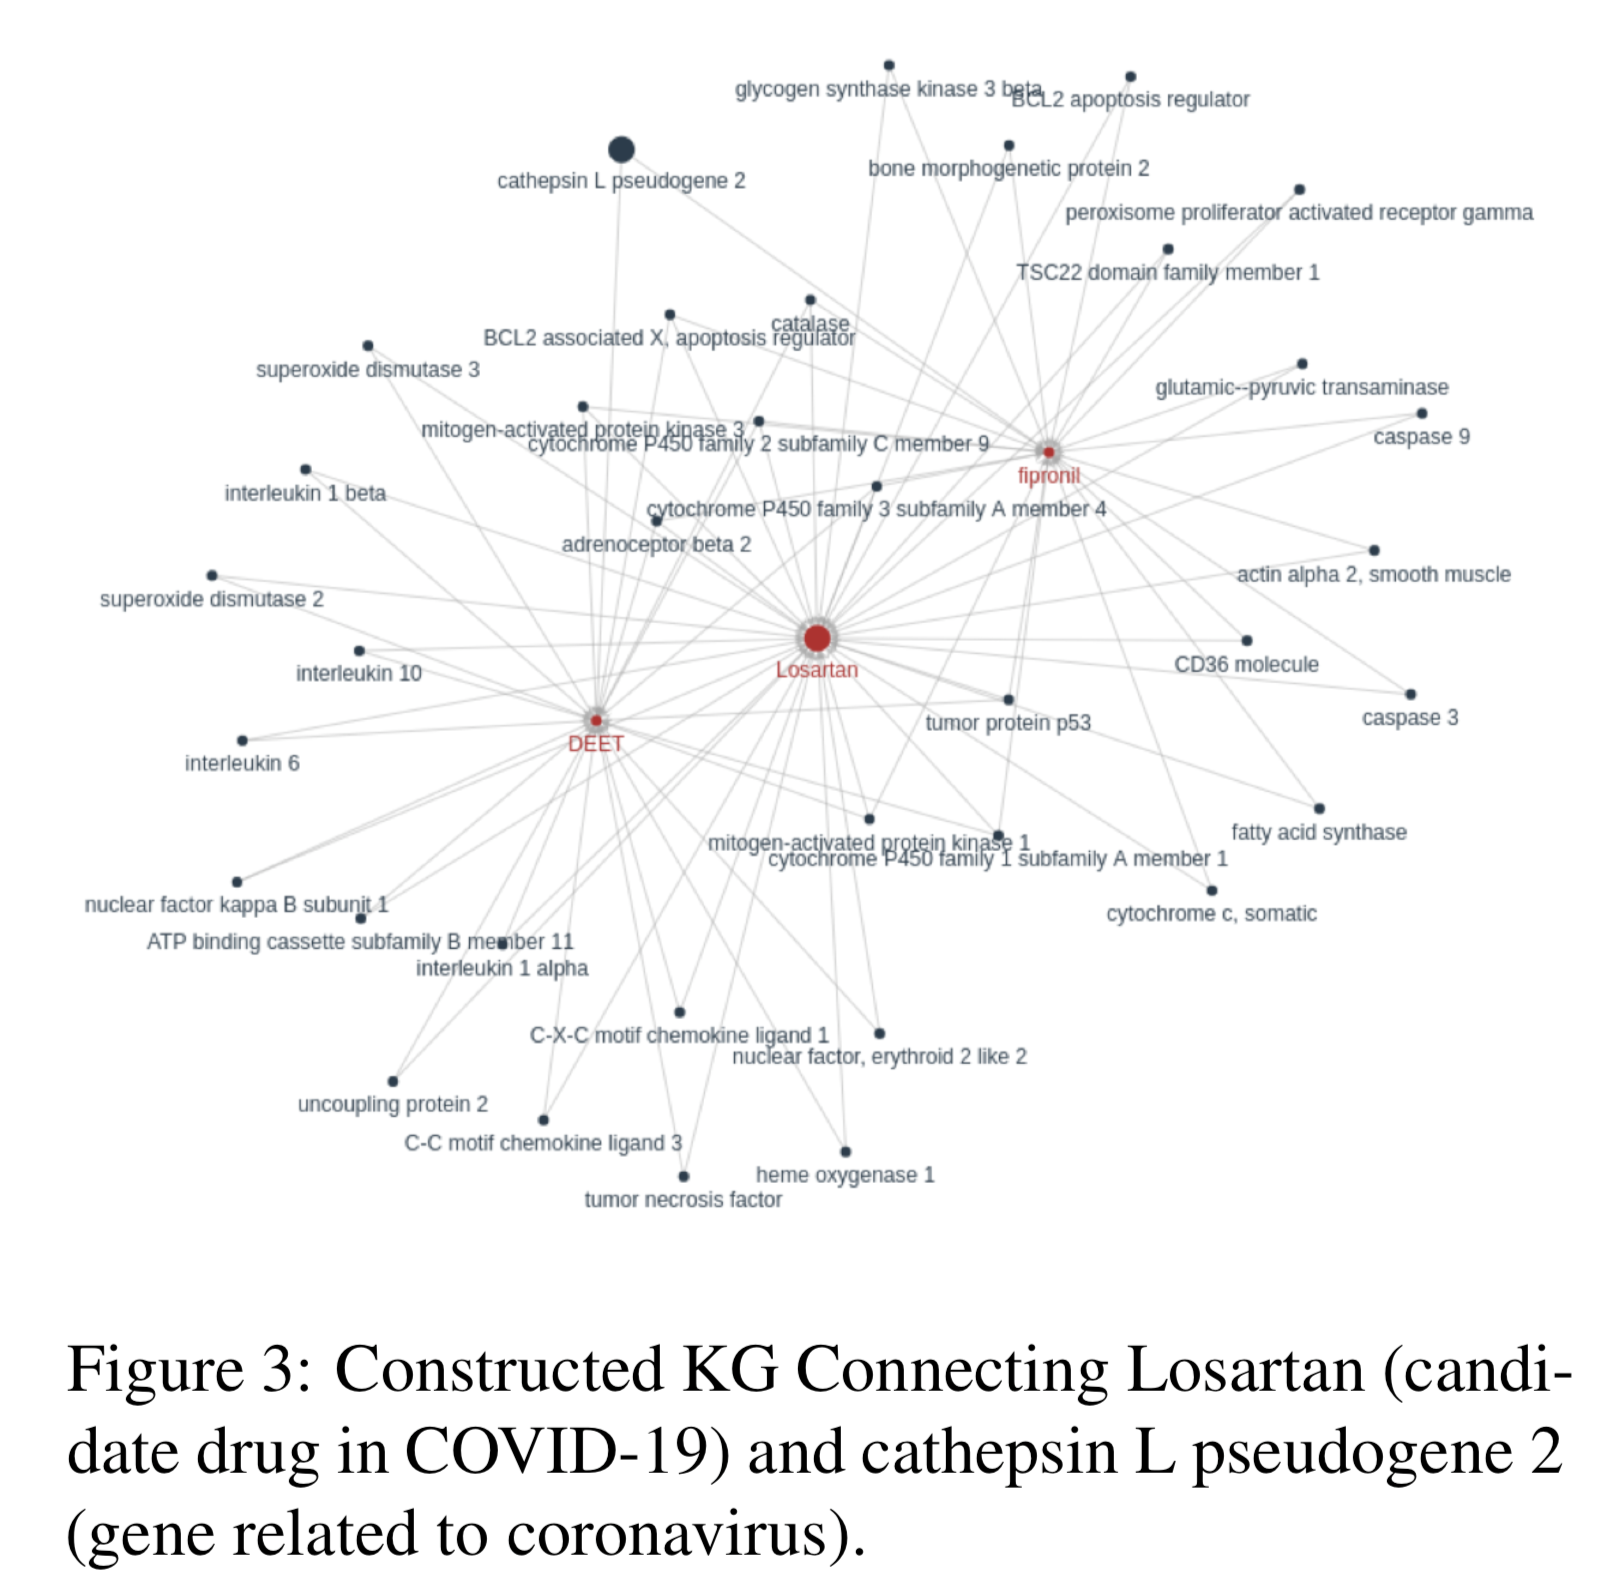 glycogen synthase kinase 3 beta
BCL2 apoptosis regulator
bone morphogenetic protein 2
cathepsin L pseudogene 2
peroxisome proliferator activated receptor gamma
TSC22 domain family member 1
catalase
BCL2 associated X, apoptosis regulator
superoxide dismutase 3
glutamic--pyruvic transaminase
mitogen-activated protein kinase 3
cytochrome P450 family 2 subfamily C member 9
caspase 9
fipronil
interleukin 1 beta
cytochrome P450 family 3 subfamily A member 4
adrenoceptor beta 2
actin alpha 2, smooth muscle
superoxide dismutase 2
CD36 molecule
Losartan
interleukin 10
caspase 3
tumor protein p53
DEET
interleukin 6
fatty acid synthase
mitogen-activated protein kinase 1
cytochrome P450 family 1 subfamily A member 1
nuclear factor kappa B subunit 1
cytochrome c, somatic
ATP binding cassette subfamily B member 11
interleukin 1 alpha
C-X-C motif chemokine ligand 1
nuclear factor, erythroid 2 like 2
uncoupling protein 2
C-C motif chemokine ligand 3
heme oxygenase 1
tumor necrosis factor
Figure 3: Constructed KG Connecting Losartan (candi-
date drug in COVID-19) and cathepsin L pseudogene 2
(gene related to coronavirus).